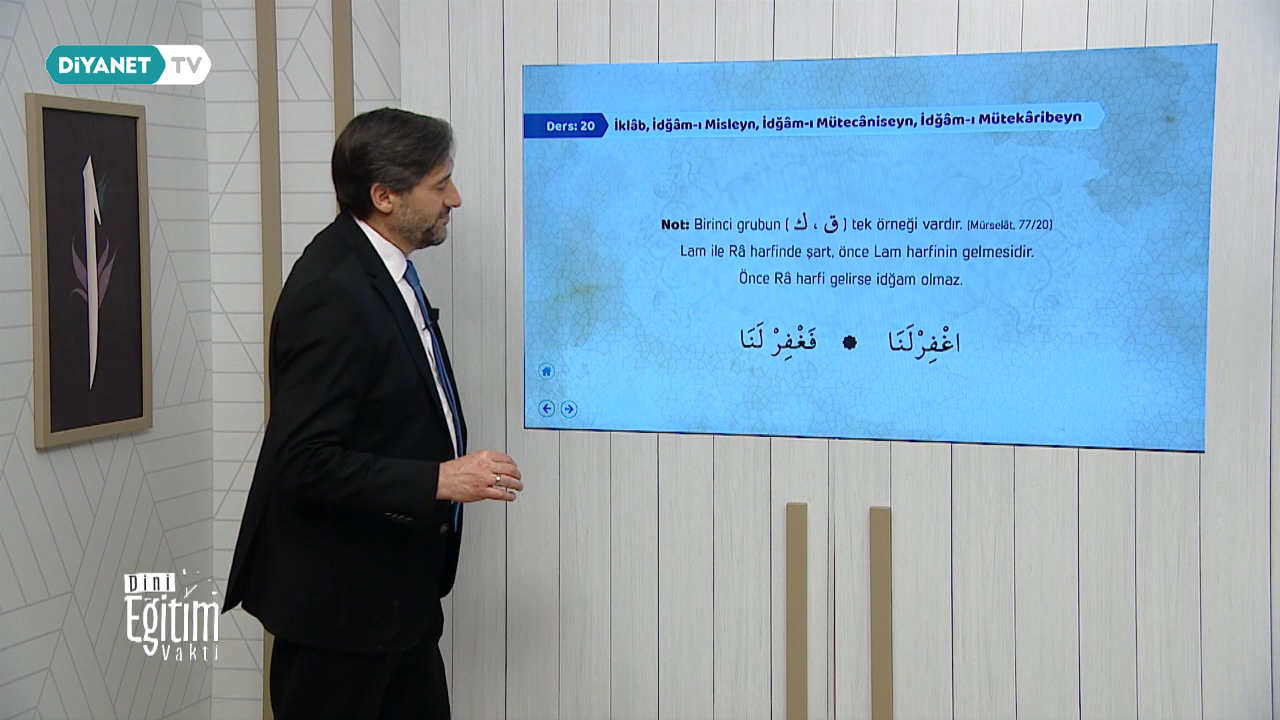 DİYANET TV
Ders: 20 İklâb, İdğâm-ı Misleyn, İdğâm-ı Mütecâniseyn, İdğâm-ı Mütekâribeyn
Not: Birinci grubun ( ق ، ك ) tek örneği vardır. (Mürselât, 77/20)
Lam ile Râ harfinde şart, önce Lam harfinin gelmesidir.
Önce Râ harfi gelirse idğam olmaz.
اغْفِرْلَنَا ۞ فَغْفِرْ لَنَا
Dini
Eğitim
Vakti